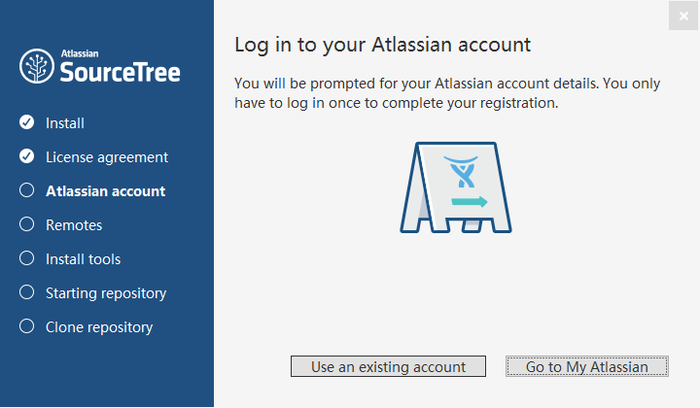 Atlassian
SourceTree
Install
License agreement
Atlassian account
Remotes
Install tools
Starting repository
Clone repository
Log in to your Atlassian account
You will be prompted for your Atlassian account details. You only
have to log in once to complete your registration.
Use an existing account
Go to My Atlassian